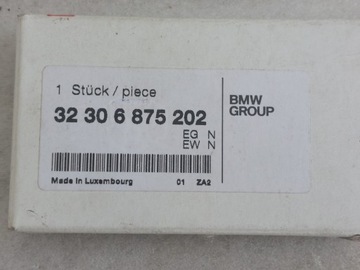 1 Stück / piece
32 30 6 875 202
EG N
EW N
Made in Luxembourg 01 ZA2
BMW
GROUP